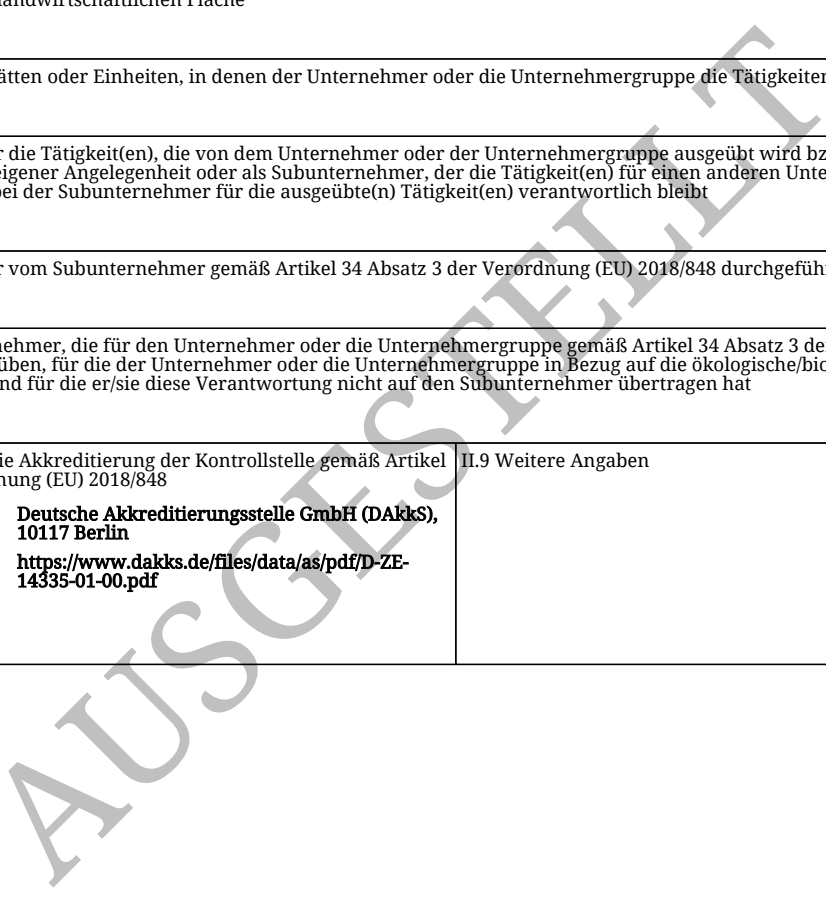 landwirtschaftlichen Fläche
ätten oder Einheiten, in denen der Unternehmer oder die Unternehmergruppe die Tätigkeiten
die Tätigkeit(en), die von dem Unternehmer oder der Unternehmergruppe ausgeübt wird bz
eigener Angelegenheit oder als Subunternehmer, der die Tätigkeit(en) für einen anderen Unte
ei der Subunternehmer für die ausgeübte(n) Tätigkeit(en) verantwortlich bleibt
vom Subunternehmer gemäß Artikel 34 Absatz 3 der Verordnung (EU) 2018/848 durchgefüh
nehmer, die für den Unternehmer oder die Unternehmergruppe gemäß Artikel 34 Absatz 3 de
üben, für die der Unternehmer oder die Unternehmergruppe in Bezug auf die ökologische/bio
nd für die er/sie diese Verantwortung nicht auf den Subunternehmer übertragen hat
ie Akkreditierung der Kontrollstelle gemäß Artikel
nung (EU) 2018/848
Deutsche Akkreditierungsstelle GmbH (DAkkS),
10117 Berlin
https://www.dakks.de/files/data/as/pdf/D-ZE-
14335-01-00.pdf
II.9 Weitere Angaben
AUSGESTELLT